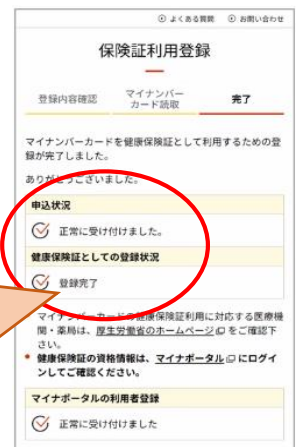 よくある質問 お問い合わせ
保険証利用登録
登録内容確認 マイナンバーカード読取 完了
マイナンバーカードを健康保険証として利用するための登
録が完了しました。
ありがとうございました。
申込状況
正常に受け付けました。
健康保険証としての登録状況
登録完了
マイナンバーカードの健康保険証利用に対応する医療機
関・薬局は、厚生労働省のホームページをご確認下
さい。
健康保険証の資格情報は、マイナポータルにログイ
ンしてご確認ください。
マイナポータルの利用者登録
正常に受け付けました